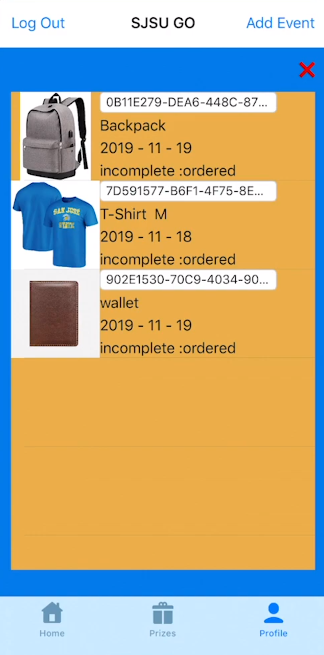 Log Out SJSU GO Add Event
0B11E279-DEA6-448C-87...
Backpack
2019 - 11 - 19
incomplete :ordered
7D591577-B6F1-4F75-8E...
T-Shirt M
2019 - 11 - 18
incomplete :ordered
SAN JOSE
902E1530-70C9-4034-90...
wallet
2019 - 11 - 19
incomplete :ordered
Home Prizes Profile